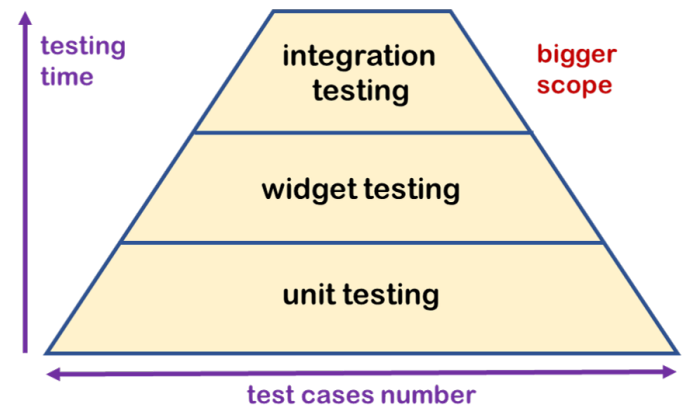 testing
time
integration
testing
bigger
scope
widget testing
unit testing
test cases number